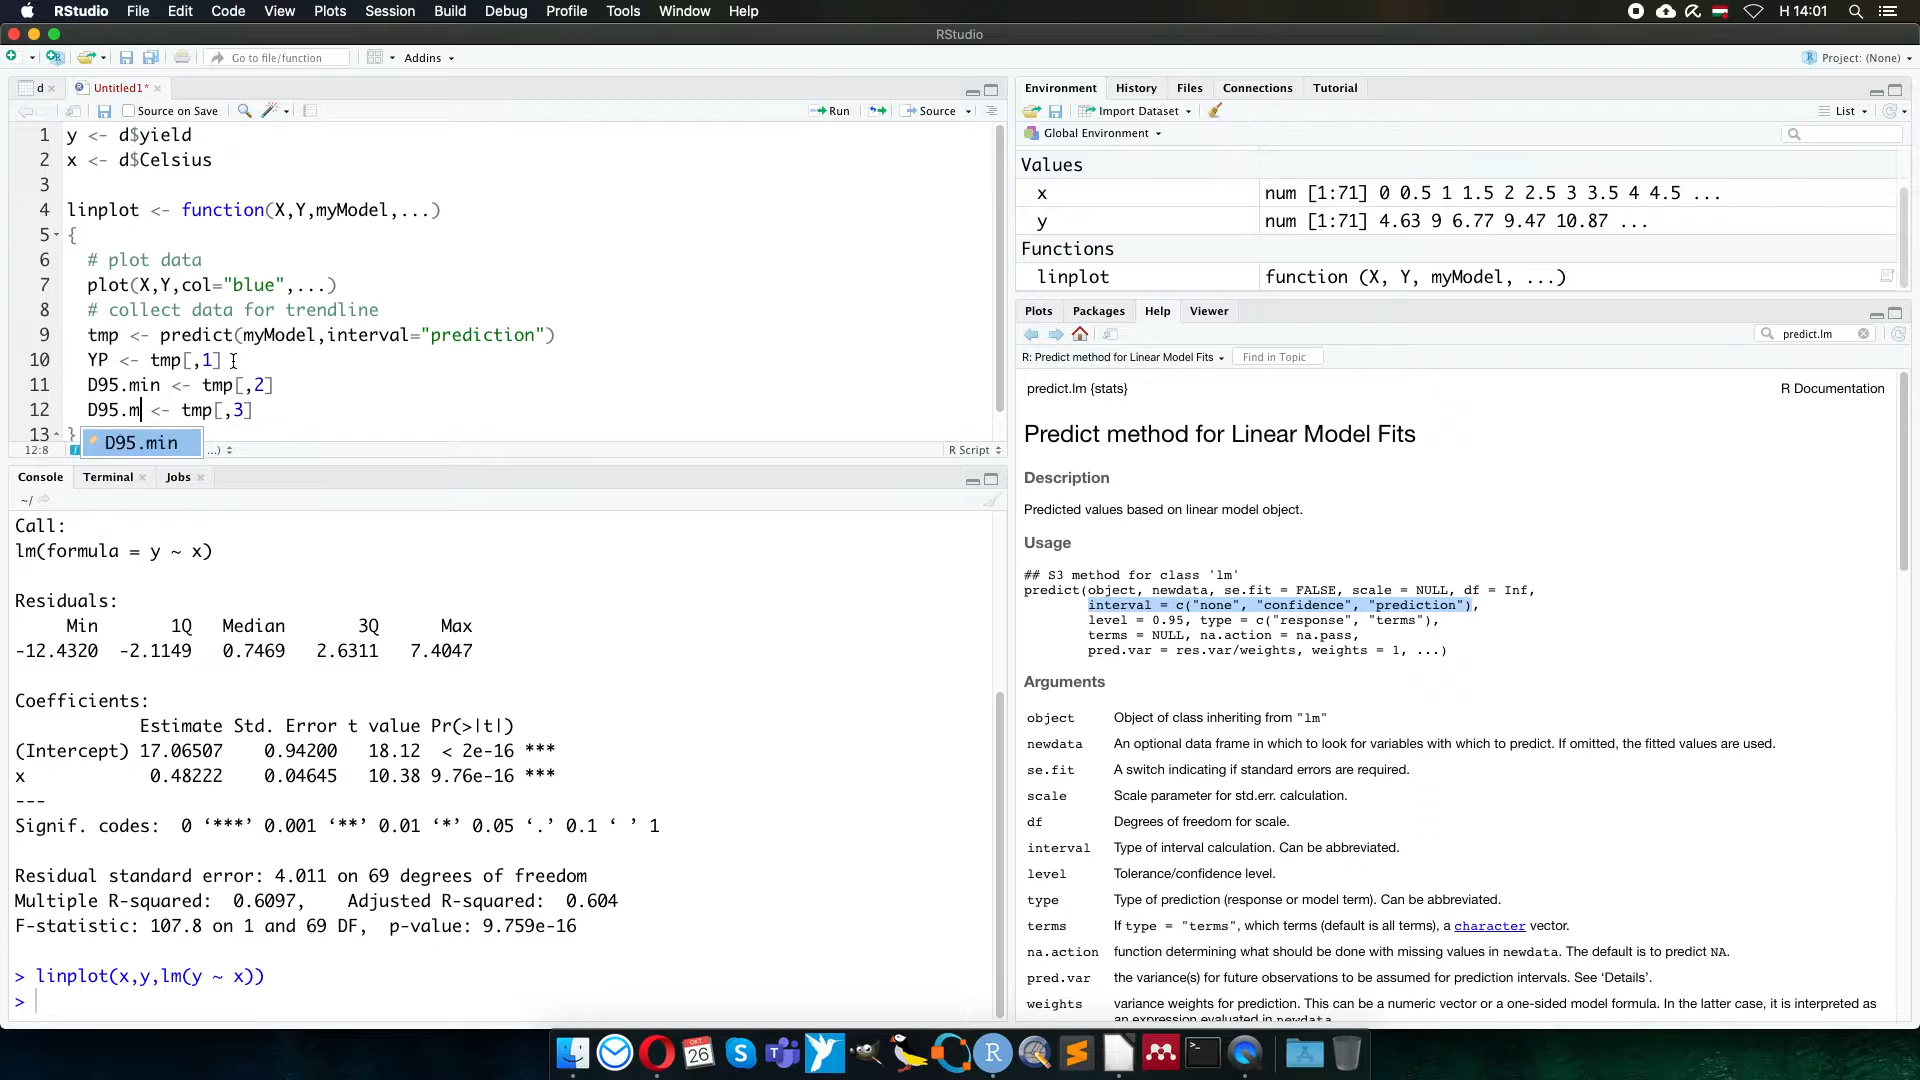 RStudio File Edit Code View Plots Session Build Debug Profile Tools Window Help H 14:01
RStudio
Go to file/function Addins Project: (None)
d Untitled1*
Source on Save Run Source
1 y <- d$yield
2 x <- d$Celsius
3
4 linplot <- function(X,Y,myModel,...)
5 {
6 # plot data
7 plot(X,Y,col="blue",...)
8 # collect data for trendline
9 tmp <- predict(myModel,interval="prediction")
10 YP <- tmp[,1]
11 D95.min <- tmp[,2]
12 D95.m <- tmp[,3]
13 }
D95.min
12:8 ...) R Script
Console Terminal Jobs
~/
Call:
lm(formula = y ~ x)
Residuals:
Min 1Q Median 3Q Max
-12.4320 -2.1149 0.7469 2.6311 7.4047
Coefficients:
Estimate Std. Error t value Pr(>|t|)
(Intercept) 17.06507 0.94200 18.12 < 2e-16 ***
x 0.48222 0.04645 10.38 9.76e-16 ***
---
Signif. codes: 0 ‘***’ 0.001 ‘**’ 0.01 ‘*’ 0.05 ‘.’ 0.1 ‘ ’ 1
Residual standard error: 4.011 on 69 degrees of freedom
Multiple R-squared: 0.6097, Adjusted R-squared: 0.604
F-statistic: 107.8 on 1 and 69 DF, p-value: 9.759e-16
> linplot(x,y,lm(y ~ x))
>
Environment History Files Connections Tutorial
Import Dataset List
Global Environment
Values
x num [1:71] 0 0.5 1 1.5 2 2.5 3 3.5 4 4.5 ...
y num [1:71] 4.63 9 6.77 9.47 10.87 ...
Functions
linplot function (X, Y, myModel, ...)
Plots Packages Help Viewer
predict.lm
R: Predict method for Linear Model Fits Find in Topic
predict.lm {stats} R Documentation
Predict method for Linear Model Fits
Description
Predicted values based on linear model object.
Usage
## S3 method for class 'lm'
predict(object, newdata, se.fit = FALSE, scale = NULL, df = Inf,
interval = c("none", "confidence", "prediction"),
level = 0.95, type = c("response", "terms"),
terms = NULL, na.action = na.pass,
pred.var = res.var/weights, weights = 1, ...)
Arguments
object Object of class inheriting from "lm"
newdata An optional data frame in which to look for variables with which to predict. If omitted, the fitted values are used.
se.fit A switch indicating if standard errors are required.
scale Scale parameter for std.err. calculation.
df Degrees of freedom for scale.
interval Type of interval calculation. Can be abbreviated.
level Tolerance/confidence level.
type Type of prediction (response or model term). Can be abbreviated.
terms If type = "terms", which terms (default is all terms), a character vector.
na.action function determining what should be done with missing values in newdata. The default is to predict NA.
pred.var the variance(s) for future observations to be assumed for prediction intervals. See ‘Details’.
weights variance weights for prediction. This can be a numeric vector or a one-sided model formula. In the latter case, it is interpreted as
an expression evaluated in newdata
OKT.
26
R